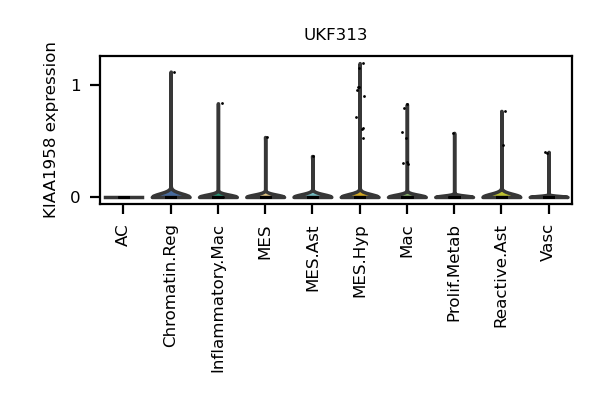 UKF313
KIAA1958 expression
1
0
AC
Chromatin.Reg
Inflammatory.Mac
MES
MES.Ast
MES.Hyp
Mac
Prolif.Metab
Reactive.Ast
Vasc